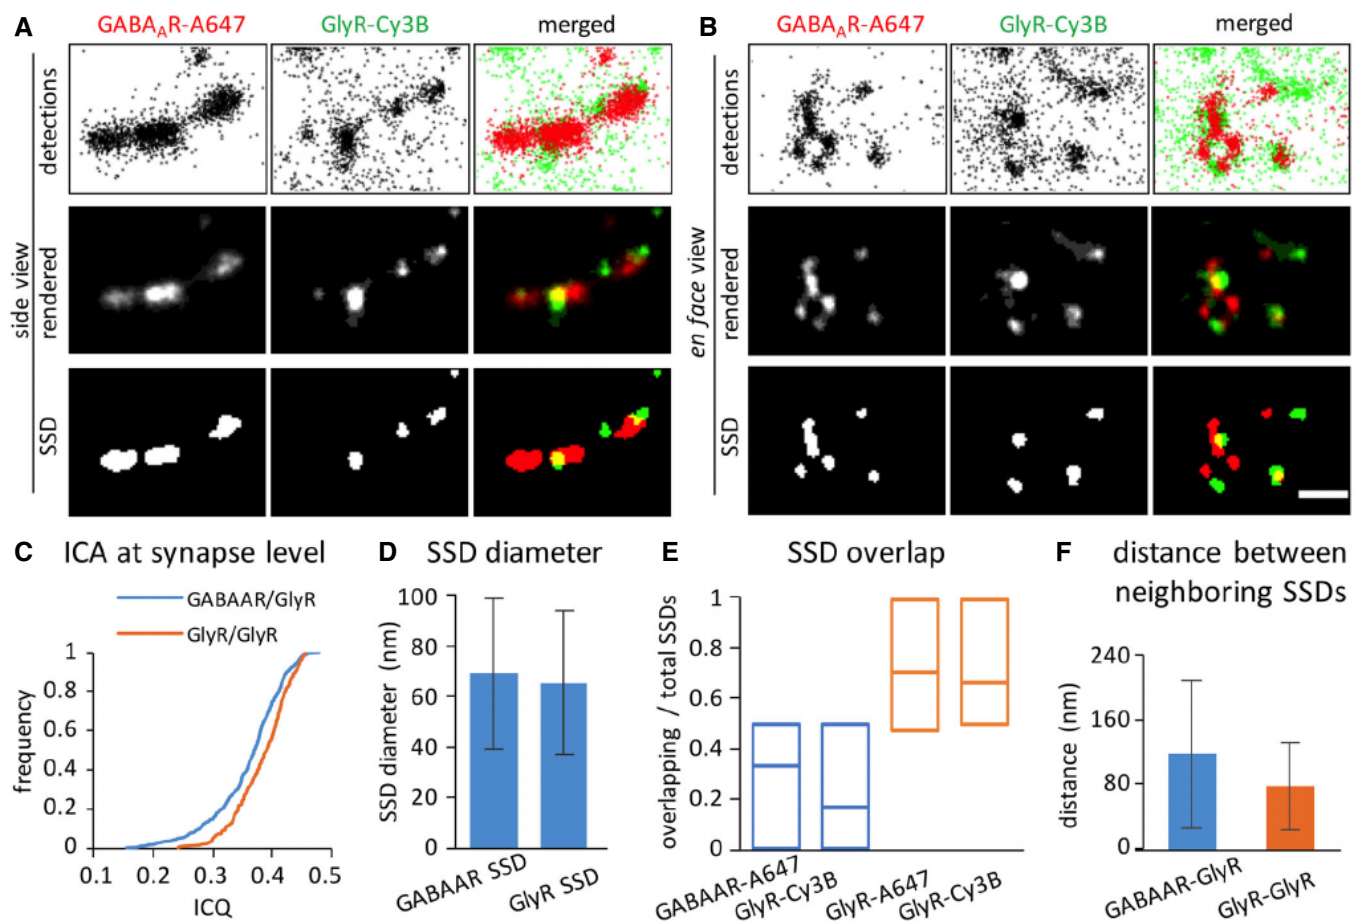 A GABAAR-A647 GlyR-Cy3B merged
detections
side view
rendered
SSD
B GABAAR-A647 GlyR-Cy3B merged
detections
en face view
rendered
SSD
C ICA at synapse level
GABAAR/GlyR
GlyR/GlyR
frequency
1
0.8
0.6
0.4
0.2
0
0.1 0.2 0.3 0.4 0.5
ICQ
D SSD diameter
SSD diameter (nm)
100
80
60
40
20
0
GABAAR SSD
GlyR SSD
E SSD overlap
overlapping / total SSDs
1
0.8
0.6
0.4
0.2
0
GABAAR-A647
GlyR-Cy3B
GlyR-A647
GlyR-Cy3B
F distance between
neighboring SSDs
distance (nm)
240
160
80
0
GABAAR-GlyR
GlyR-GlyR